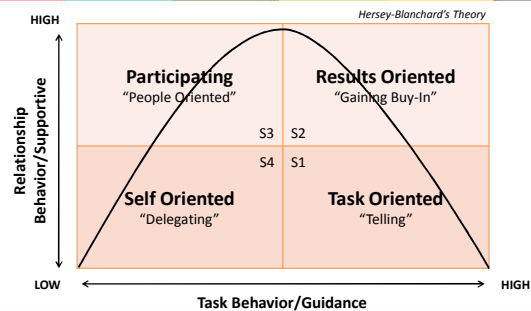 Hersey-Blanchard's Theory
HIGH
Participating
"People Oriented"
Results Oriented
"Gaining Buy-In"
S3
S2
S4
S1
Self Oriented
"Delegating"
Task Oriented
"Telling"
Relationship
Behavior/Supportive
LOW
HIGH
Task Behavior/Guidance